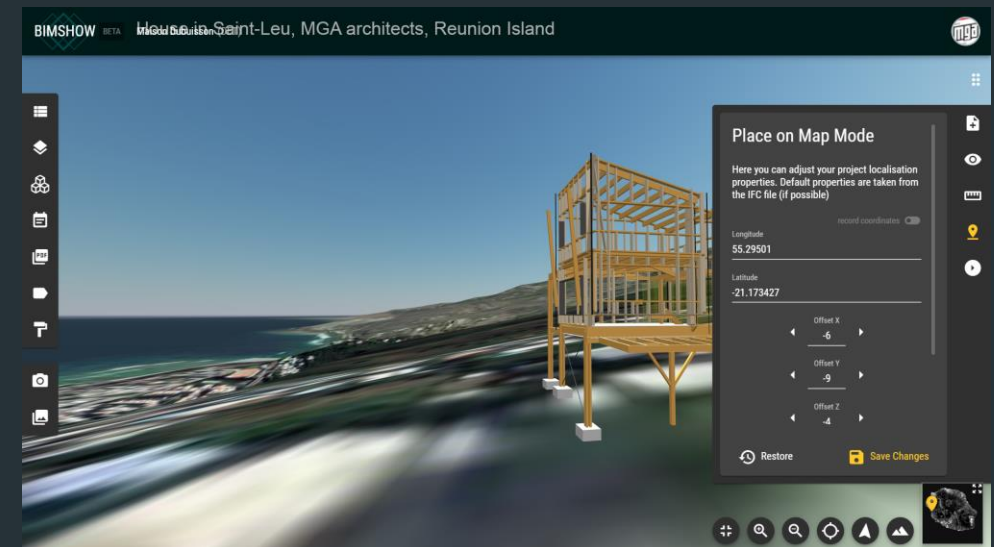 BIMSHOW BETA House in Saint-Leu, MGA architects, Reunion Island
mga
Place on Map Mode
Here you can adjust your project localisation
properties. Default properties are taken from
the IFC file (if possible)
record coordinates
Longitude
55.29501
Latitude
-21.173427
Offset X
-6
Offset Y
-9
Offset Z
-4
Restore Save Changes
PDF